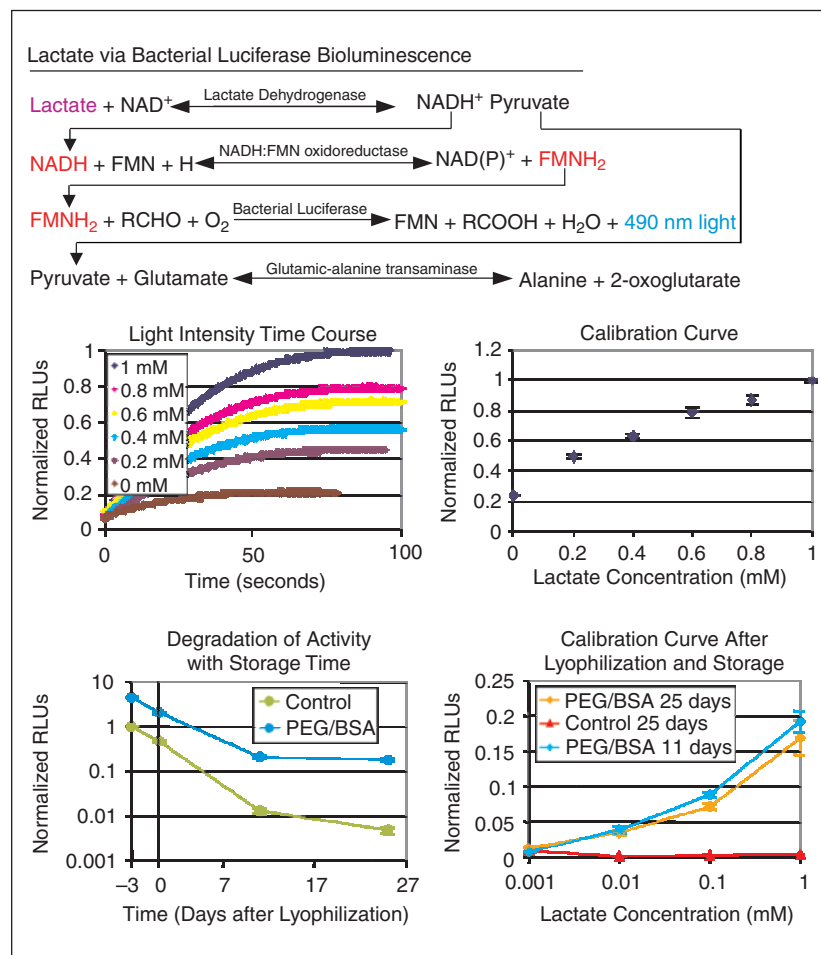 Lactate via Bacterial Luciferase Bioluminescence
Lactate + NAD+ Lactate Dehydrogenase NADH+ Pyruvate
NADH + FMN + H NADH:FMN oxidoreductase NAD(P)+ + FMNH2
FMNH2 + RCHO + O2 Bacterial Luciferase FMN + RCOOH + H2O + 490 nm light
Pyruvate + Glutamate Glutamic-alanine transaminase Alanine + 2-oxoglutarate
Light Intensity Time Course
Normalized RLUs
1
0.8
0.6
0.4
0.2
0
1 mM
0.8 mM
0.6 mM
0.4 mM
0.2 mM
0 mM
0 50 100
Time (seconds)
Calibration Curve
Normalized RLUs
1.2
1
0.8
0.6
0.4
0.2
0
0 0.2 0.4 0.6 0.8 1
Lactate Concentration (mM)
Degradation of Activity
with Storage Time
Normalized RLUs
10
1
0.1
0.01
0.001
Control
PEG/BSA
–3 0 7 17 27
Time (Days after Lyophilization)
Calibration Curve After
Lyophilization and Storage
Normalized RLUs
0.25
0.2
0.15
0.1
0.05
0
PEG/BSA 25 days
Control 25 days
PEG/BSA 11 days
0.001 0.01 0.1 1
Lactate Concentration (mM)